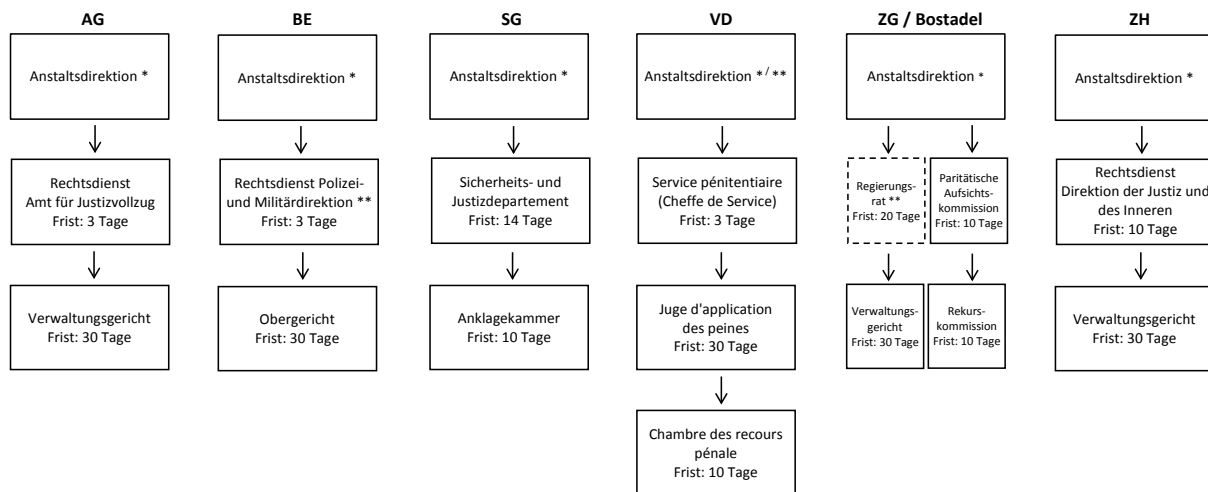 AG
Anstaltsdirektion *
Rechtsdienst
Amt für Justizvollzug
Frist: 3 Tage
Verwaltungsgericht
Frist: 30 Tage
BE
Anstaltsdirektion *
Rechtsdienst Polizei-
und Militärdirektion **
Frist: 3 Tage
Obergericht
Frist: 30 Tage
SG
Anstaltsdirektion *
Sicherheits- und
Justizdepartement
Frist: 14 Tage
Anklagekammer
Frist: 10 Tage
VD
Anstaltsdirektion * / **
Service pénitentiaire
(Cheffe de Service)
Frist: 3 Tage
Juge d'application
des peines
Frist: 30 Tage
Chambre des recours
pénale
Frist: 10 Tage
ZG / Bostadel
Anstaltsdirektion *
Regierungs-
rat **
Frist: 20 Tage
Verwaltungs-
gericht
Frist: 30 Tage
Paritätische
Aufsichts-
kommission
Frist: 10 Tage
Rekurs-
kommission
Frist: 10 Tage
ZH
Anstaltsdirektion *
Rechtsdienst
Direktion der Justiz und
des Inneren
Frist: 10 Tage
Verwaltungsgericht
Frist: 30 Tage